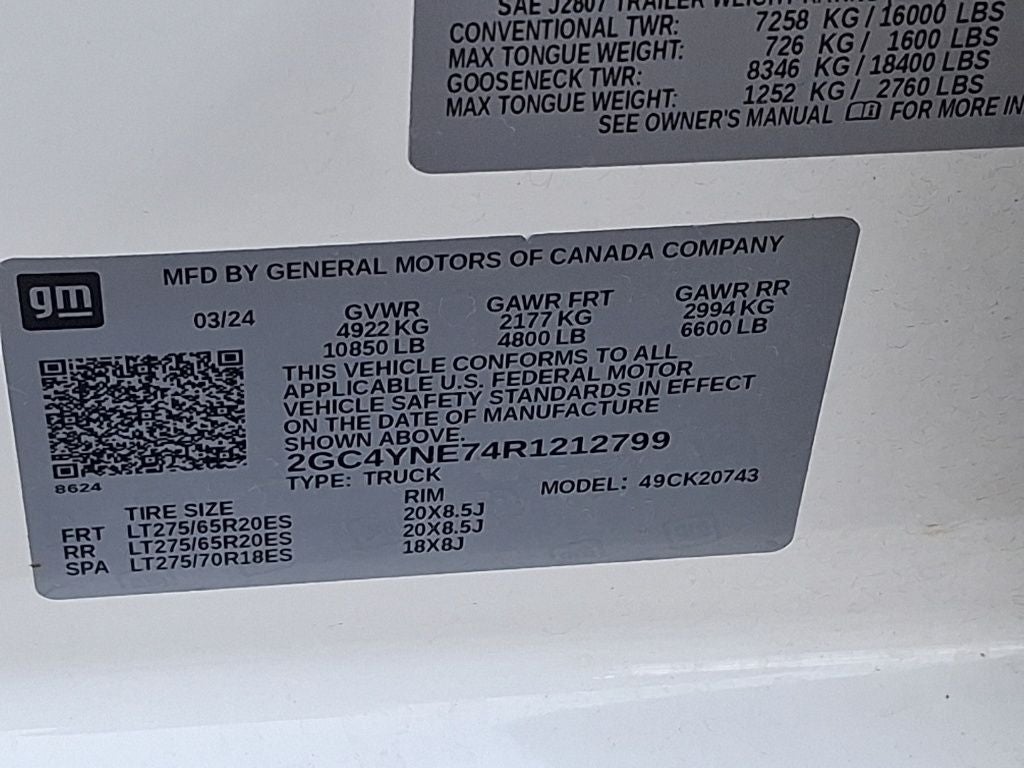 SAE J2807 TRAILER WEIGHT
CONVENTIONAL TWR: 7258 KG / 16000 LBS
MAX TONGUE WEIGHT: 726 KG / 1600 LBS
GOOSENECK TWR: 8346 KG / 18400 LBS
MAX TONGUE WEIGHT: 1252 KG / 2760 LBS
SEE OWNER'S MANUAL FOR MORE IN
gm
MFD BY GENERAL MOTORS OF CANADA COMPANY
03/24 GVWR GAWR FRT GAWR RR
4922 KG 2177 KG 2994 KG
10850 LB 4800 LB 6600 LB
THIS VEHICLE CONFORMS TO ALL
APPLICABLE U.S. FEDERAL MOTOR
VEHICLE SAFETY STANDARDS IN EFFECT
ON THE DATE OF MANUFACTURE
SHOWN ABOVE.
2GC4YNE74R1212799
8624
TYPE: TRUCK MODEL: 49CK20743
TIRE SIZE RIM
FRT LT275/65R20ES 20X8.5J
RR LT275/65R20ES 20X8.5J
SPA LT275/70R18ES 18X8J